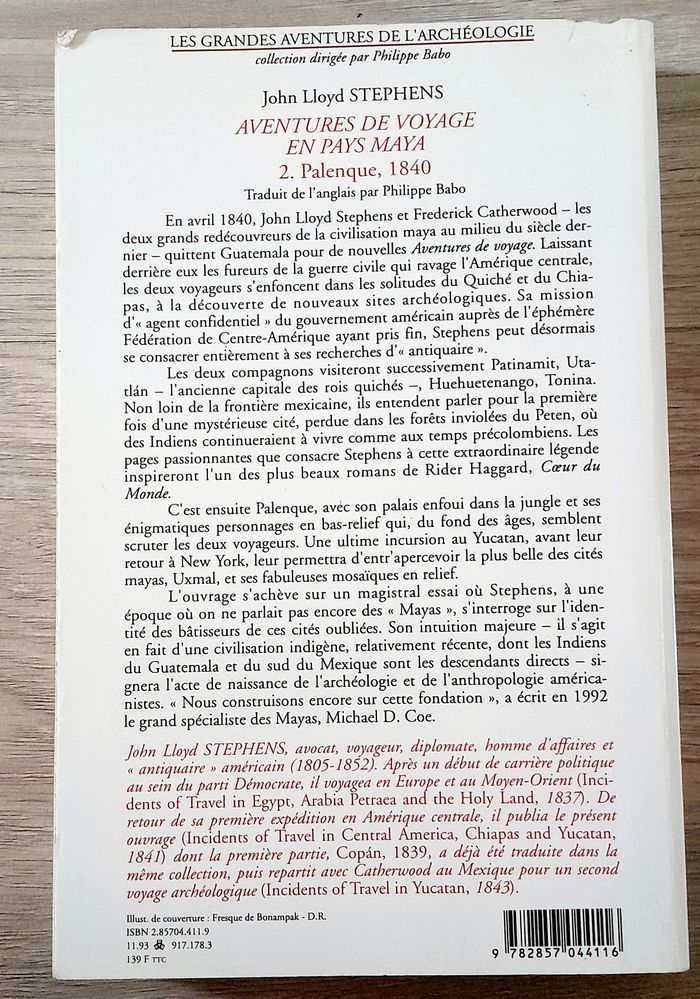 LES GRANDES AVENTURES DE L'ARCHÉOLOGIE
collection dirigée par Philippe Babo
John Lloyd STEPHENS
AVENTURES DE VOYAGE
EN PAYS MAYA
2. Palenque, 1840
Traduit de l'anglais par Philippe Babo
En avril 1840, John Lloyd Stephens et Frederick Catherwood – les
deux grands redécouvreurs de la civilisation maya au milieu du siècle der-
nier – quittent Guatemala pour de nouvelles Aventures de voyage. Laissant
derrière eux les fureurs de la guerre civile qui ravage l'Amérique centrale,
les deux voyageurs s'enfoncent dans les solitudes du Quiché et du Chia-
pas, à la découverte de nouveaux sites archéologiques. Sa mission
d'« agent confidentiel » du gouvernement américain auprès de l'éphémère
Fédération de Centre-Amérique ayant pris fin, Stephens peut désormais
se consacrer entièrement à ses recherches d'« antiquaire ».
Les deux compagnons visiteront successivement Patinamit, Uta-
tlán – l'ancienne capitale des rois quichés –, Huehuetenango, Tonina.
Non loin de la frontière mexicaine, ils entendent parler pour la première
fois d'une mystérieuse cité, perdue dans les forêts inviolées du Peten, où
des Indiens continueraient à vivre comme aux temps précolombiens. Les
pages passionnantes que consacre Stephens à cette extraordinaire légende
inspireront l'un des plus beaux romans de Rider Haggard, Cœur du
Monde.
C'est ensuite Palenque, avec son palais enfoui dans la jungle et ses
énigmatiques personnages en bas-relief qui, du fond des âges, semblent
scruter les deux voyageurs. Une ultime incursion au Yucatan, avant leur
retour à New York, leur permettra d'entr'apercevoir la plus belle des cités
mayas, Uxmal, et ses fabuleuses mosaïques en relief.
L'ouvrage s'achève sur un magistral essai où Stephens, à une
époque où on ne parlait pas encore des « Mayas », s'interroge sur l'iden-
tité des bâtisseurs de ces cités oubliées. Son intuition majeure – il s'agit
en fait d'une civilisation indigène, relativement récente, dont les Indiens
du Guatemala et du sud du Mexique sont les descendants directs – si-
gnera l'acte de naissance de l'archéologie et de l'anthropologie américa-
nistes. « Nous construisons encore sur cette fondation », a écrit en 1992
le grand spécialiste des Mayas, Michael D. Coe.
John Lloyd STEPHENS, avocat, voyageur, diplomate, homme d'affaires et
« antiquaire » américain (1805-1852). Après un début de carrière politique
au sein du parti Démocrate, il voyagea en Europe et au Moyen-Orient (Inci-
dents of Travel in Egypt, Arabia Petraea and the Holy Land, 1837). De
retour de sa première expédition en Amérique centrale, il publia le présent
ouvrage (Incidents of Travel in Central America, Chiapas and Yucatan,
1841) dont la première partie, Copán, 1839, a déjà été traduite dans la
même collection, puis repartit avec Catherwood au Mexique pour un second
voyage archéologique (Incidents of Travel in Yucatan, 1843).
Illust. de couverture : Fresque de Bonampak - D.R.
ISBN 2.85704.411.9
11.93 917.178.3
139 F TTC
9 782857 044116